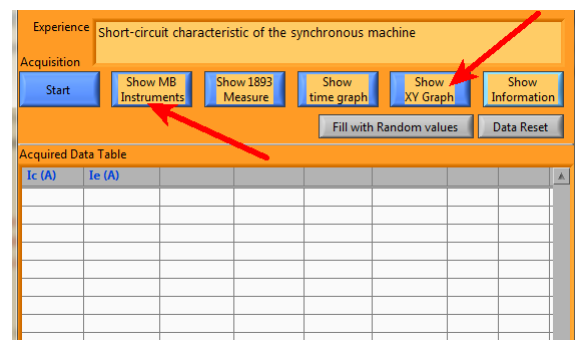 Experience
Short-circuit characteristic of the synchronous machine
Acquisition
Start
Show MB
Instruments
Show 1893
Measure
Show
time graph
Show
XY Graph
Show
Information
Fill with Random values
Data Reset
Acquired Data Table
Ic (A) Ie (A)